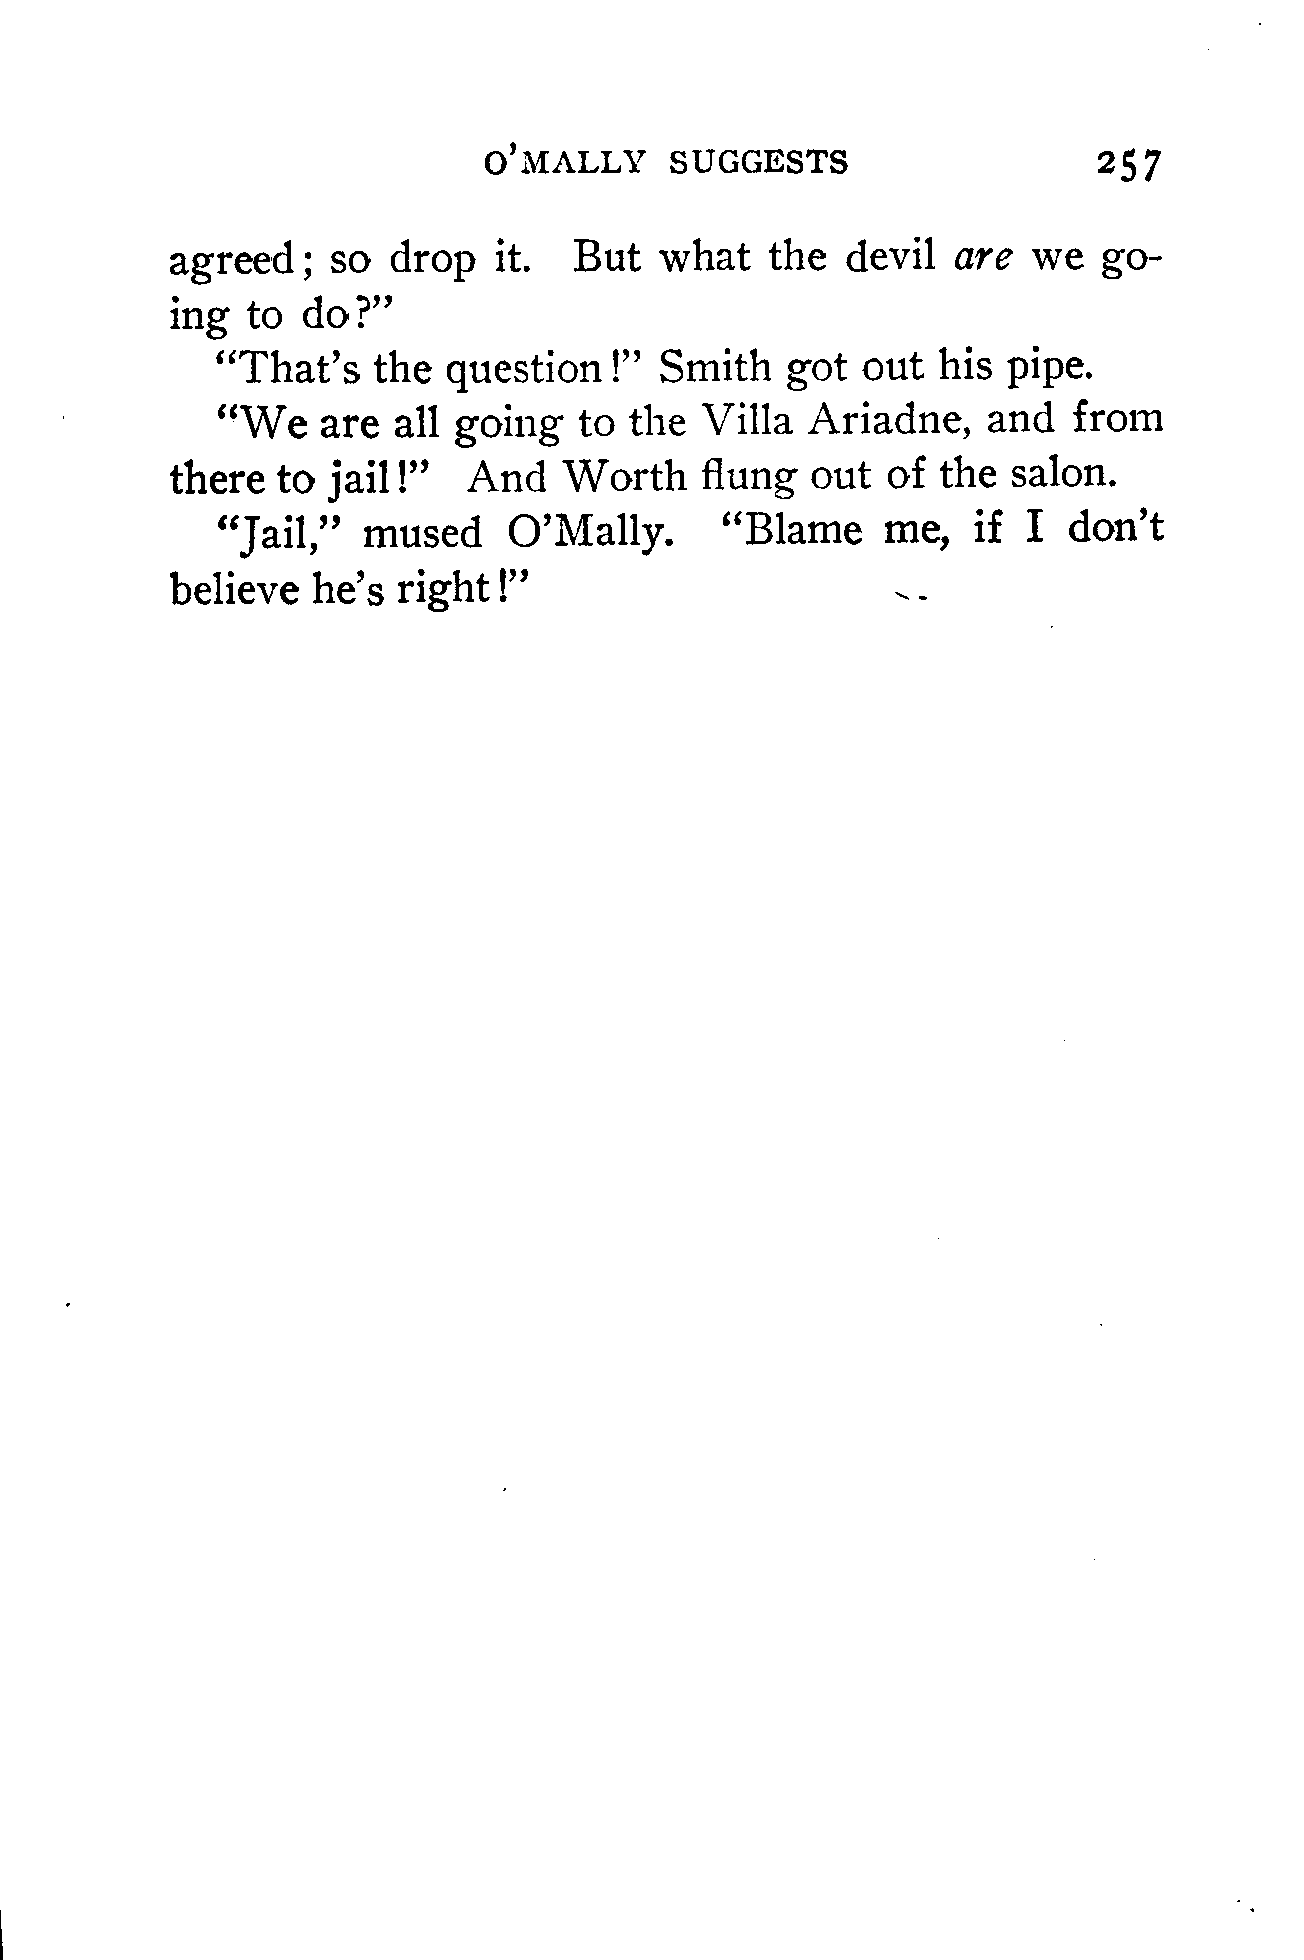 O'MALLY SUGGESTS 257
agreed; so drop it. But what the devil are we go-
ing to do?"
"That's the question!" Smith got out his pipe.
"We are all going to the Villa Ariadne, and from
there to jail!" And Worth flung out of the salon.
"Jail," mused O'Mally. "Blame me, if I don't
believe he's right!"